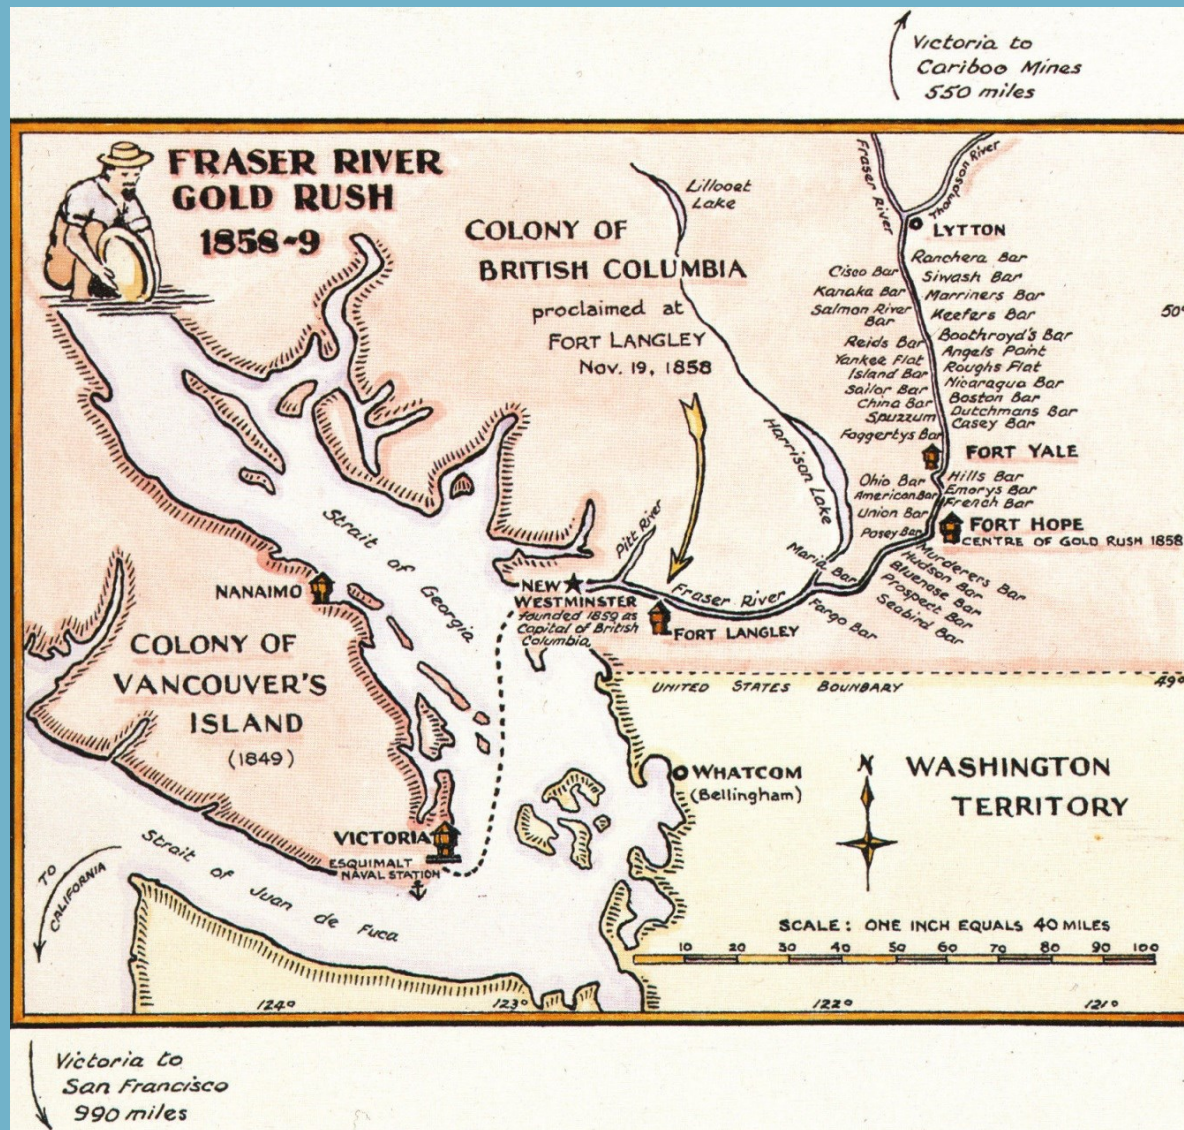 Victoria to
Cariboo Mines
550 miles
FRASER RIVER
GOLD RUSH
1858-9
COLONY OF
BRITISH COLUMBIA
proclaimed at
FORT LANGLEY
Nov. 19, 1858
Lillooet
Lake
Fraser River
Thompson River
LYTTON
Ranchera Bar
Cisco Bar
Siwash Bar
Kanaka Bar
Marriners Bar
Salmon River
Bar
Keefers Bar
50°
Boothroyd's Bar
Reids Bar
Angels Point
Yankee Flat
Roughs Flat
Island Bar
Nicaragua Bar
Sailor Bar
Boston Bar
China Bar
Dutchmans Bar
Spuzzum
Casey Bar
Faggertys Bar
FORT YALE
Harrison Lake
Ohio Bar
Hills Bar
American Bar
Emorys Bar
Union Bar
French Bar
Posey Bar
FORT HOPE
CENTRE OF GOLD RUSH 1858
Murderers Bar
Hudson Bar
Bluenose Bar
Prospect Bar
Seabird Bar
Maria Bar
Fargo Bar
Pitt River
Fraser River
Strait of Georgia
NANAIMO
NEW
WESTMINSTER
founded 1859 as
Capital of British
Columbia.
FORT LANGLEY
COLONY OF
VANCOUVER'S
ISLAND
(1849)
UNITED STATES BOUNDARY
49°
WHATCOM
(Bellingham)
N
WASHINGTON
TERRITORY
VICTORIA
ESQUIMALT
NAVAL STATION
Strait of Juan de Fuca
TO
CALIFORNIA
SCALE: ONE INCH EQUALS 40 MILES
10 20 30 40 50 60 70 80 90 100
124° 123° 122° 121°
Victoria to
San Francisco
990 miles